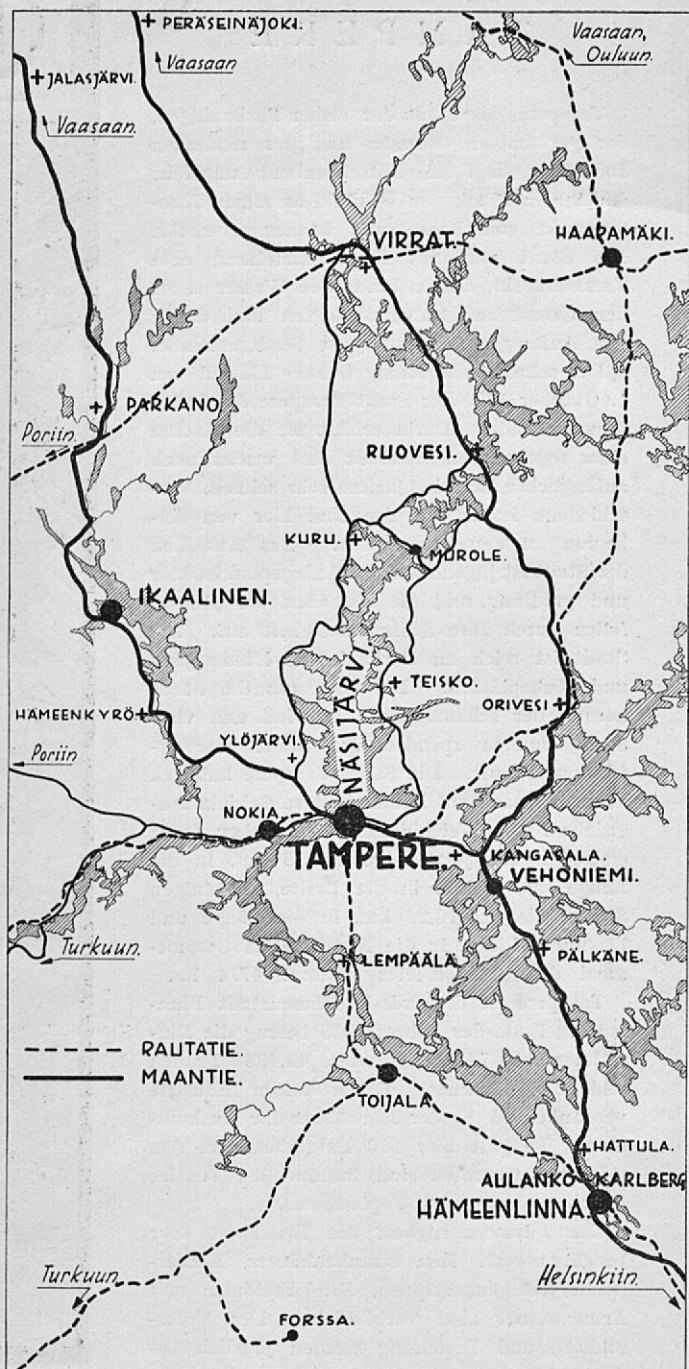 PERÄSEINÄJOKI.
Vaasaan
Vaasaan,
Ouluun.
JALASJÄRVI.
Vaasaan.
VIRRAT.
HAAPAMÄKI.
PARKANO
Poriin.
RUOVESI.
KURU.
MUROLE.
IKAALINEN.
NÄSIJÄRVI.
TEISKO.
ORIVESI
HÄMEENKYRÖ
YLÖJÄRVI.
Poriin
NOKIA.
TAMPERE.
KANGASALA.
VEHONIEMI.
Turkuun.
LEMPÄÄLÄ.
PÄLKÄNE.
RAUTATIE.
MAANTIE.
TOIJALA.
HATTULA.
AULANKO-KARLBERG
HÄMEENLINNA.
Turkuun.
Helsinkiin.
FORSSA.